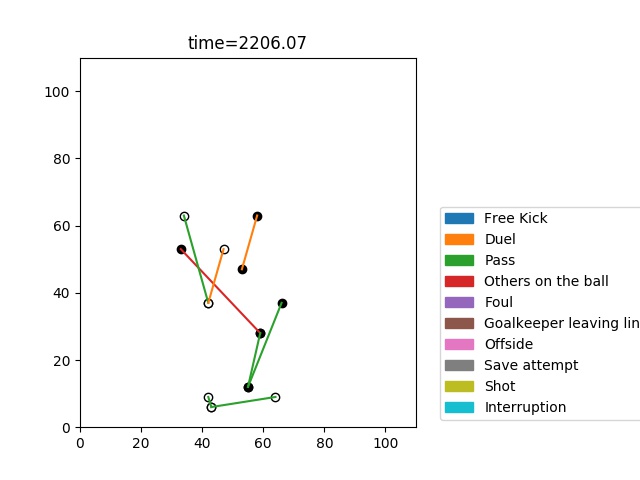 time=2206.07
100
80
60
40
20
0
0 20 40 60 80 100
Free Kick
Duel
Pass
Others on the ball
Foul
Goalkeeper leaving lin
Offside
Save attempt
Shot
Interruption